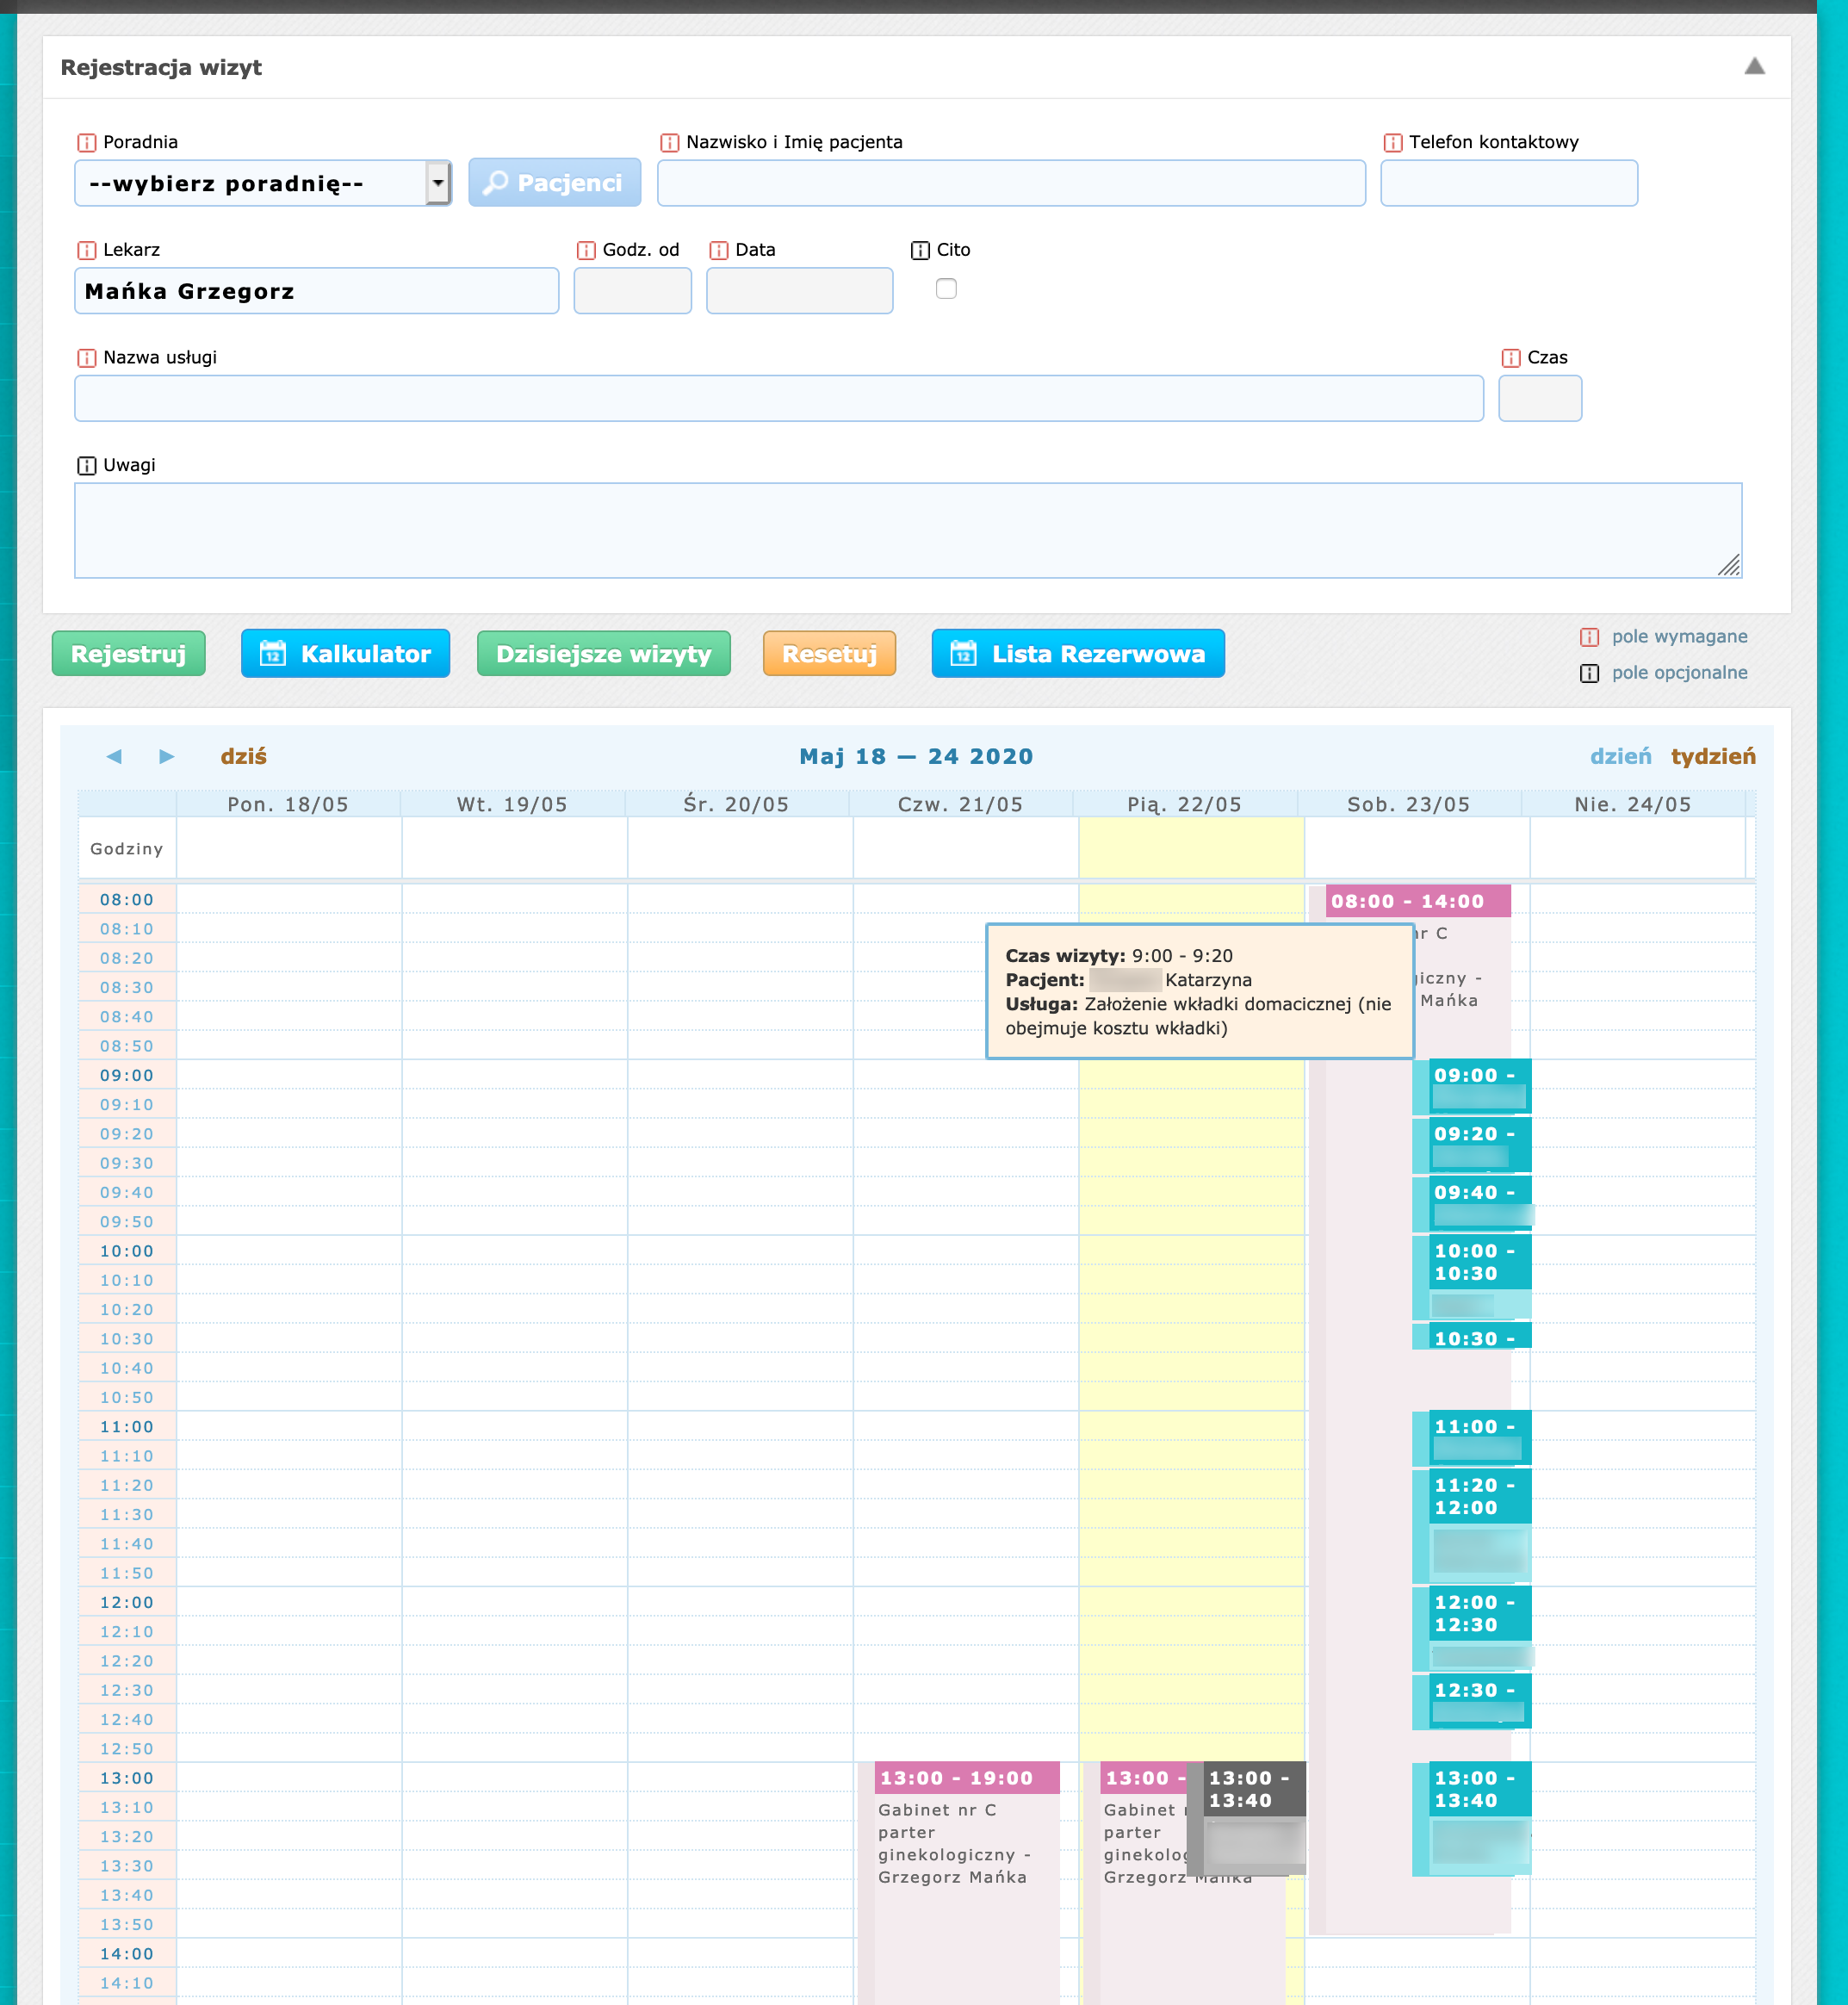 Rejestracja wizyt
Poradnia
Nazwisko i Imię pacjenta
Telefon kontaktowy
--wybierz poradnię--
Pacjenci
Lekarz
Godz. od
Data
Cito
Mańka Grzegorz
Nazwa usługi
Czas
Uwagi
Rejestruj
Kalkulator
Dzisiejsze wizyty
Resetuj
Lista Rezerwowa
pole wymagane
pole opcjonalne
dziś
Maj 18 — 24 2020
dzień
tydzień
Pon. 18/05
Wt. 19/05
Śr. 20/05
Czw. 21/05
Pią. 22/05
Sob. 23/05
Nie. 24/05
Godziny
08:00
08:10
08:20
08:30
08:40
08:50
09:00
09:10
09:20
09:30
09:40
09:50
10:00
10:10
10:20
10:30
10:40
10:50
11:00
11:10
11:20
11:30
11:40
11:50
12:00
12:10
12:20
12:30
12:40
12:50
13:00
13:10
13:20
13:30
13:40
13:50
14:00
14:10
13:00 - 19:00
Gabinet nr C
parter
ginekologiczny -
Grzegorz Mańka
13:00 -
Gabinet
parter
Grzegorz Mańka
13:00 -
13:40
Czas wizyty: 9:00 - 9:20
Pacjent: Katarzyna
Usługa: Założenie wkładki domacicznej (nie
obejmuje kosztu wkładki)
08:00 - 14:00
nr C
Mańka
09:00 -
09:20 -
09:40 -
10:00 -
10:30
10:30 -
11:00 -
11:20 -
12:00
12:00 -
12:30
12:30 -
13:00 -
13:40